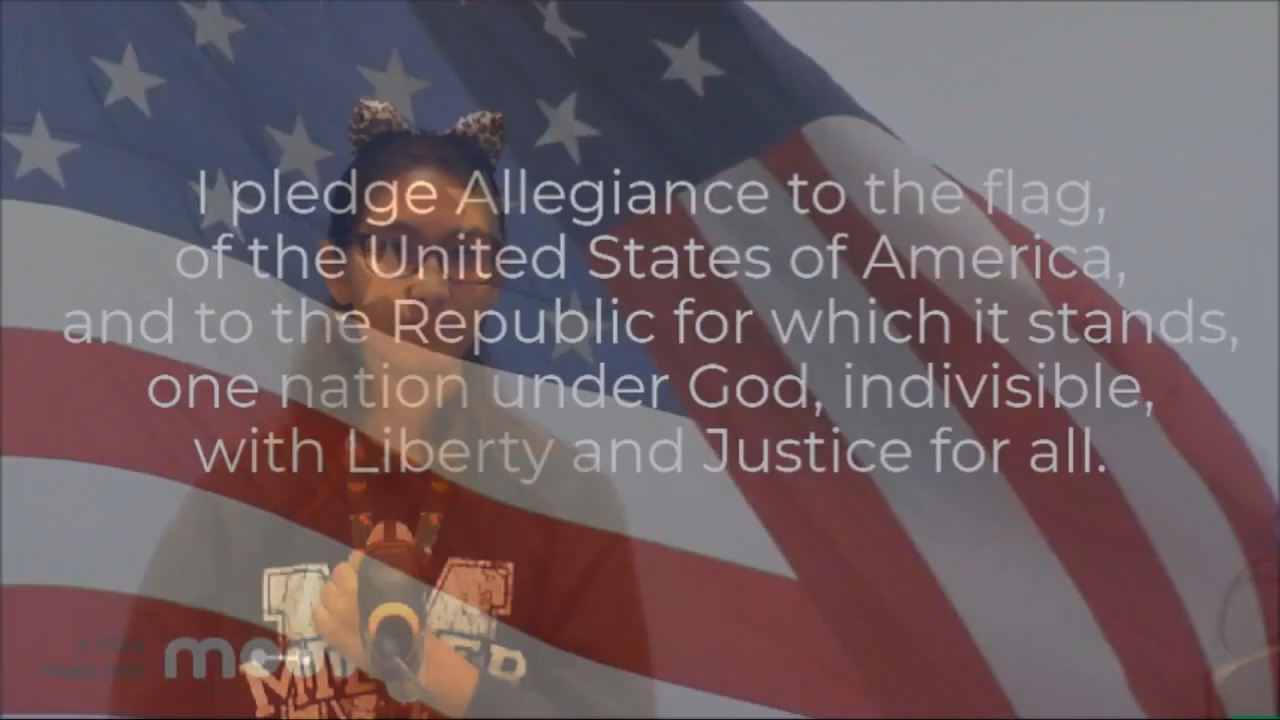 I pledge Allegiance to the flag,
of the United States of America,
and to the Republic for which it stands,
one nation under God, indivisible,
with Liberty and Justice for all.